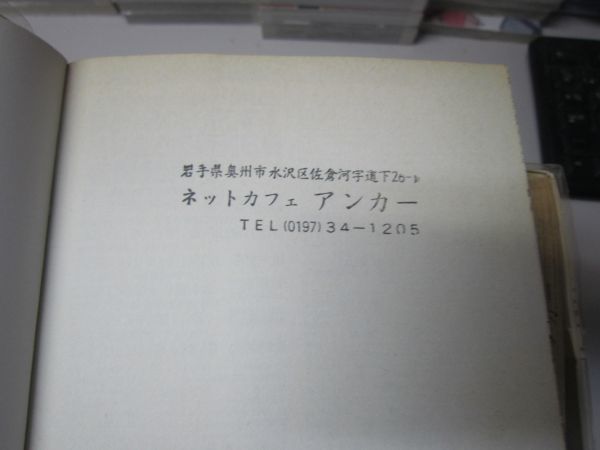 岩手県奥州市水沢区佐倉河字道下26-
ネットカフェ アンカー
TEL(0197)34-1205